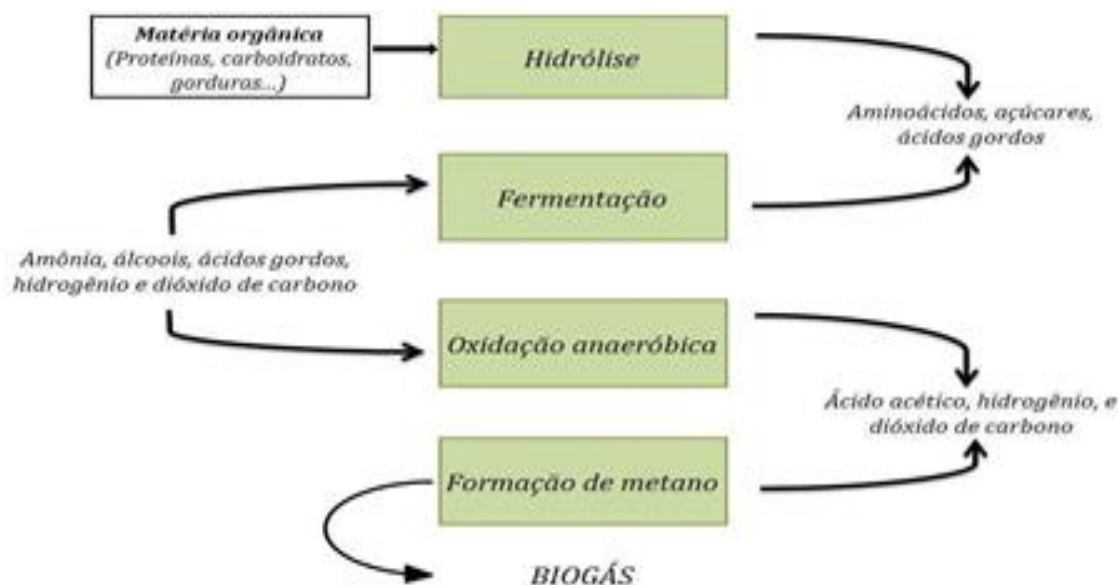 Matéria orgânica
(Proteínas, carboidratos,
gorduras...)
Hidrólise
Aminoácidos, açúcares,
ácidos gordos
Fermentação
Amônia, álcoois, ácidos gordos,
hidrogênio e dióxido de carbono
Oxidação anaeróbica
Ácido acético, hidrogênio, e
dióxido de carbono
Formação de metano
BIOGÁS